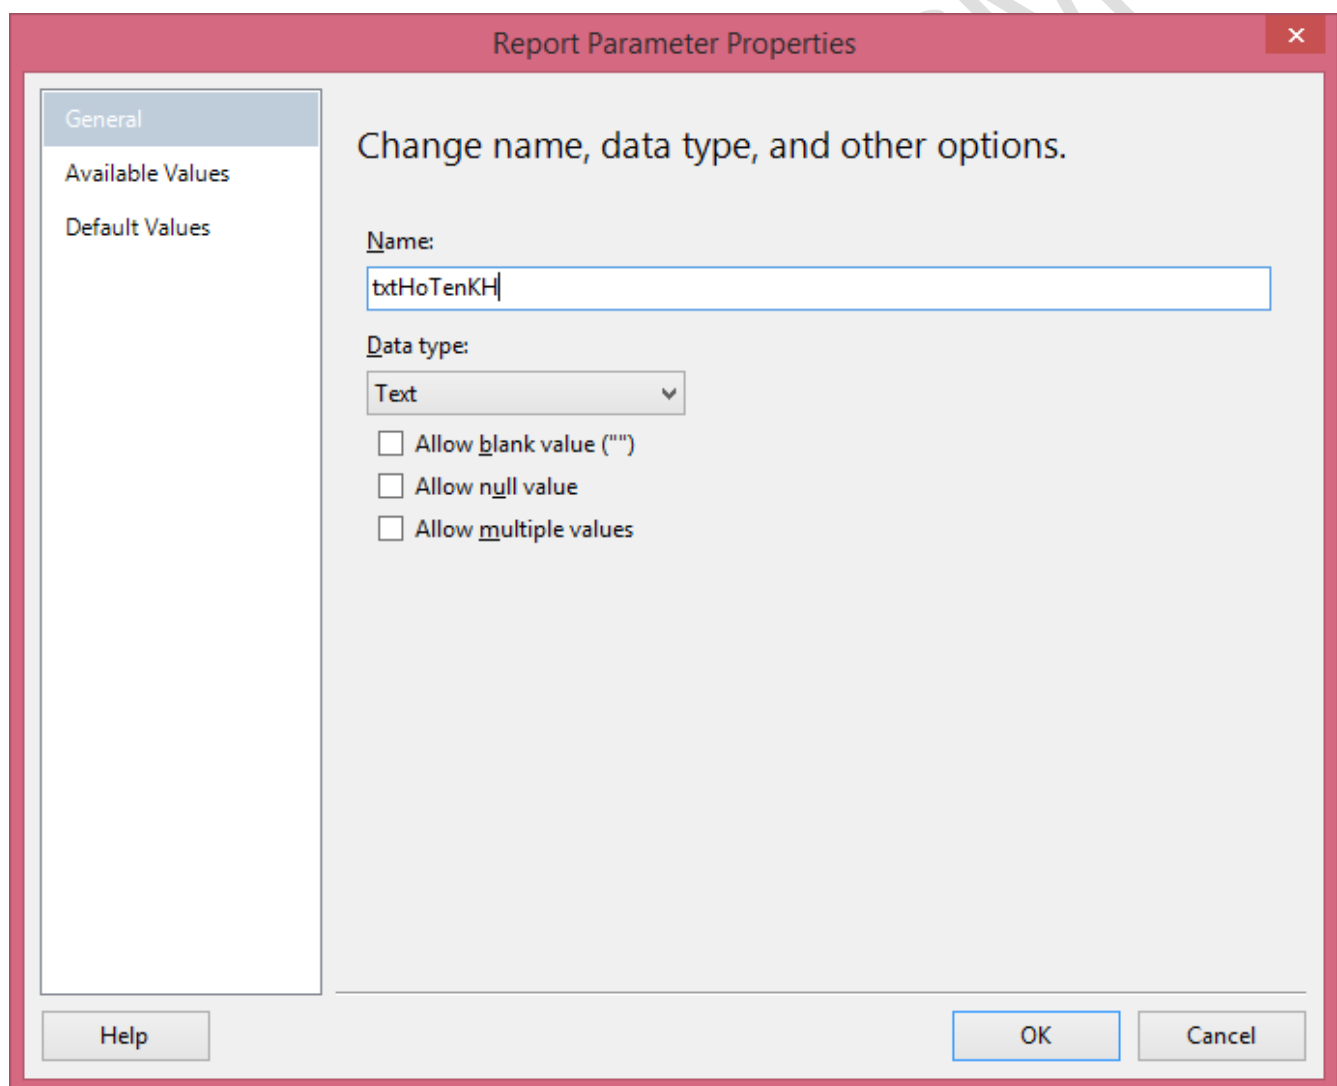 Report Parameter Properties
General
Available Values
Default Values
Change name, data type, and other options.
Name:
txtHoTenKH
Data type:
Text
Allow blank value ("")
Allow null value
Allow multiple values
Help
OK
Cancel